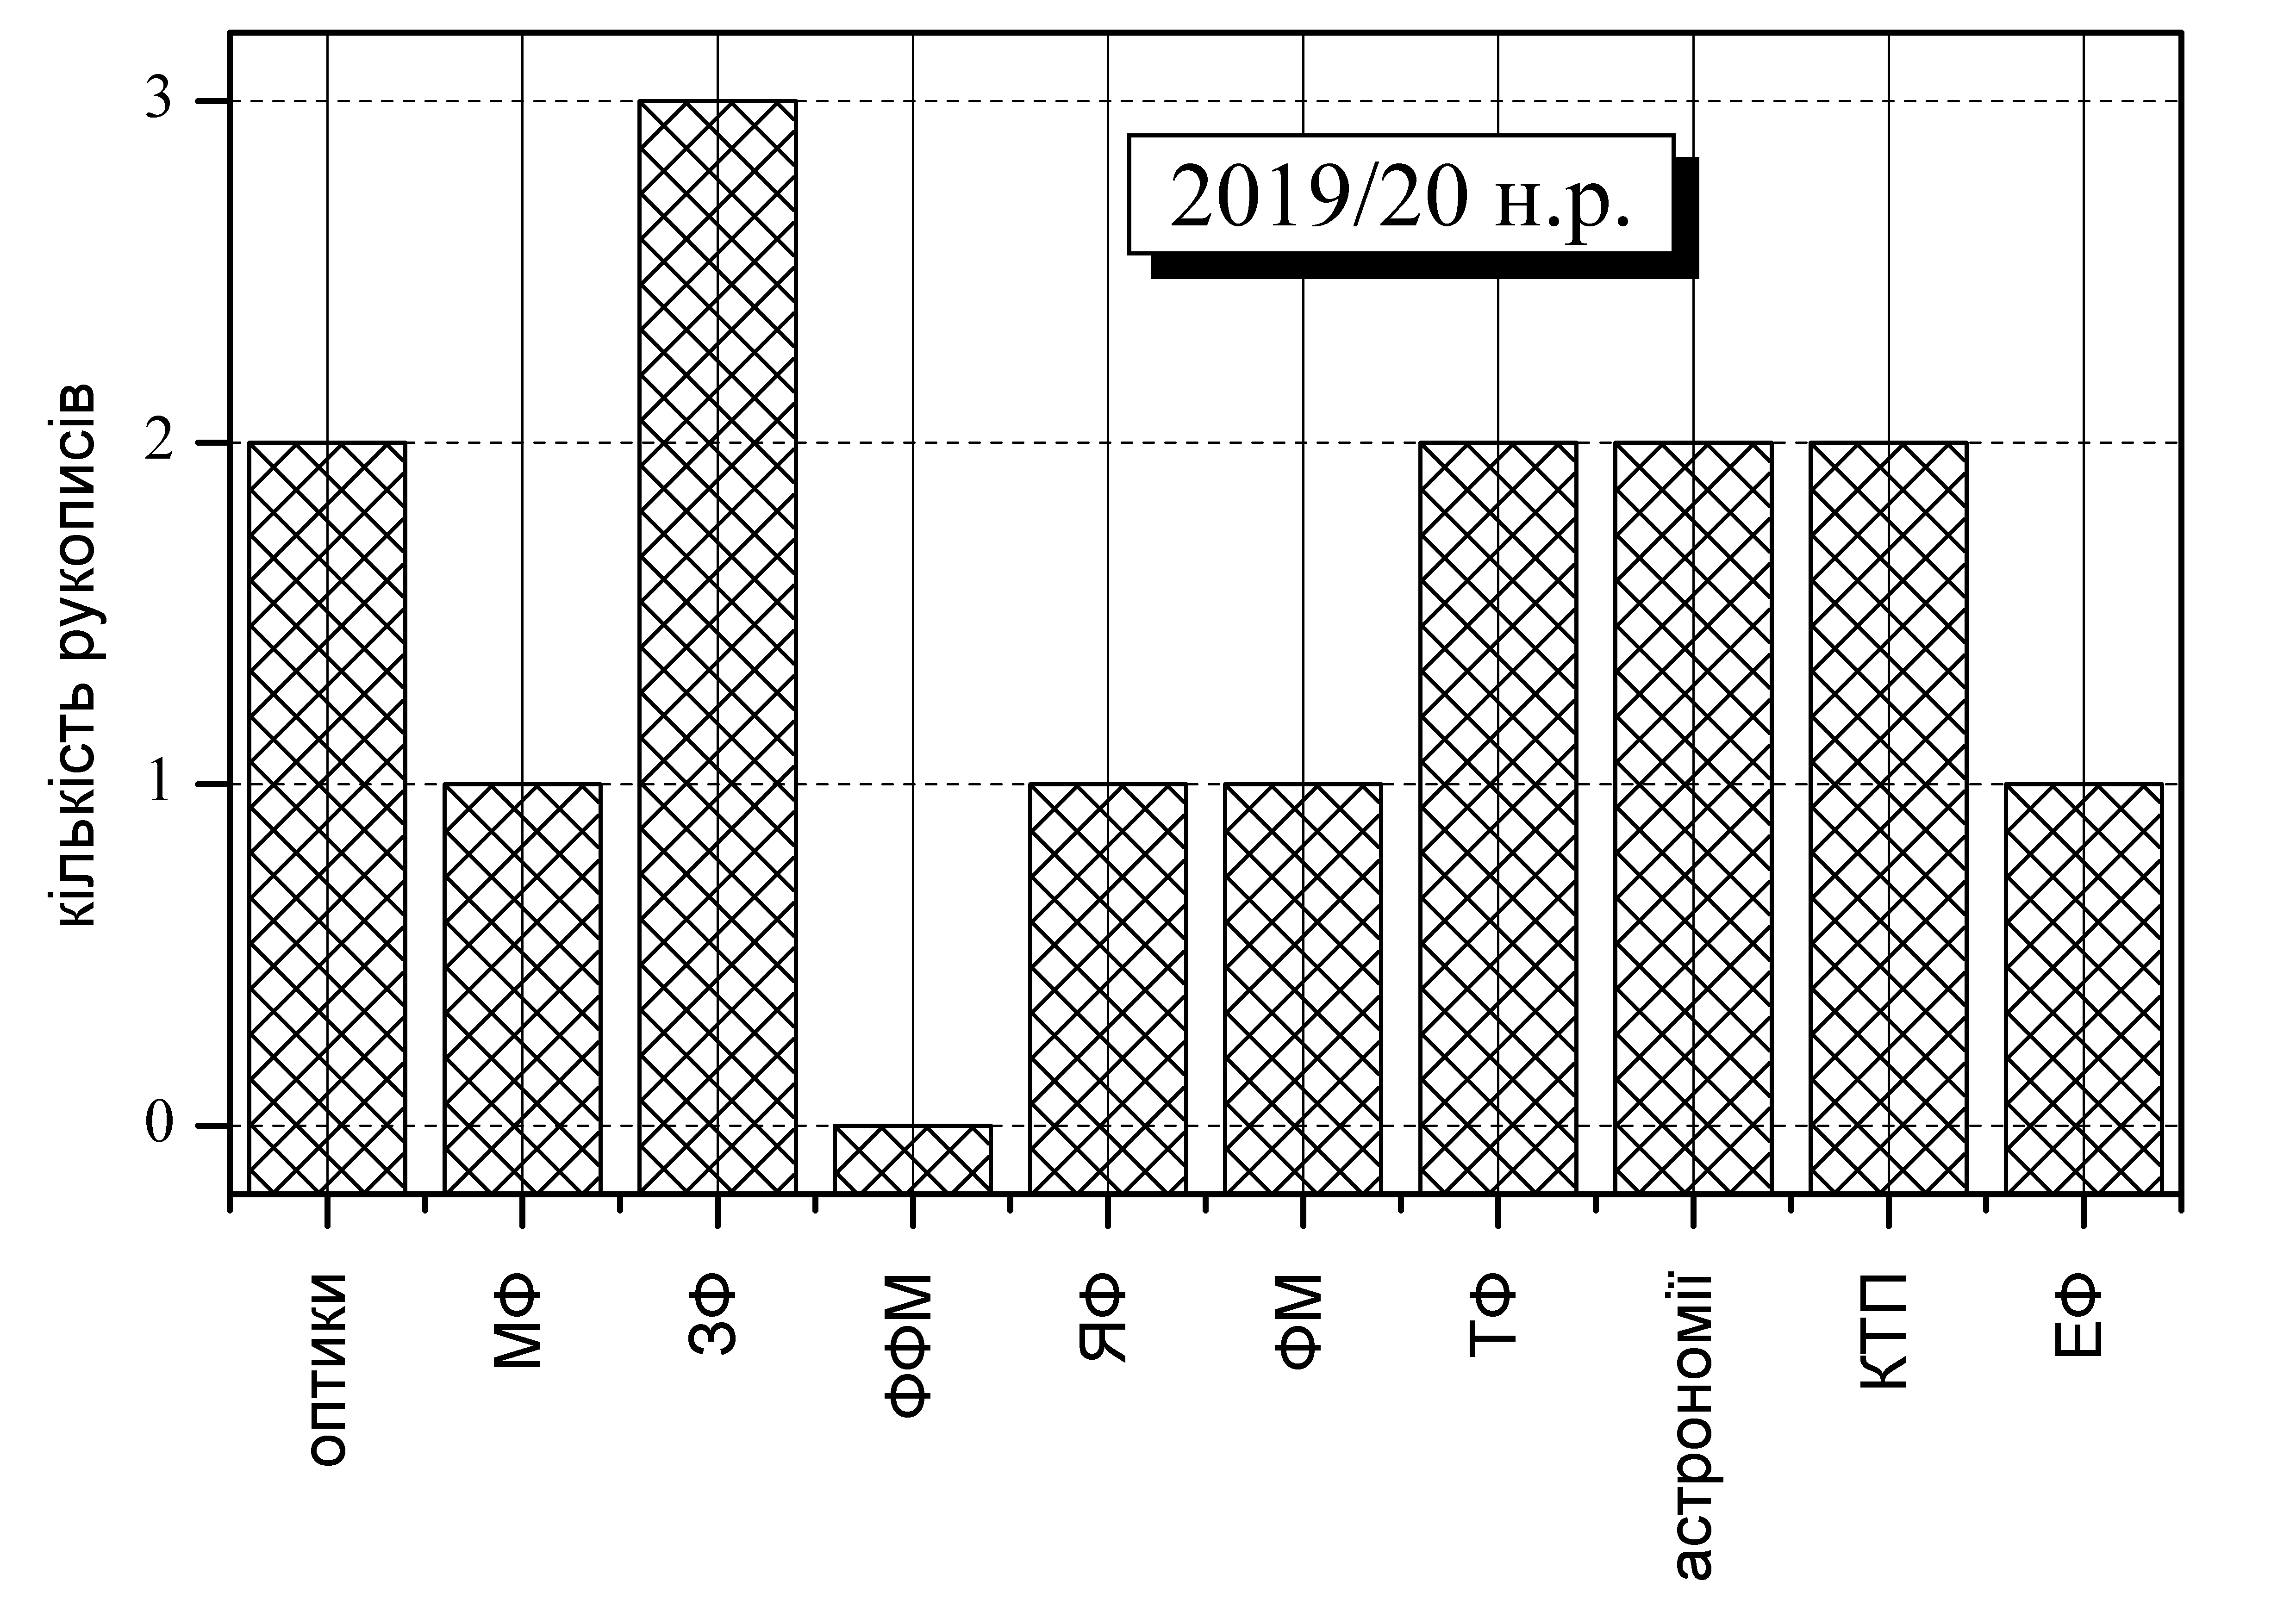 3
2
1
0
кількість рукописів
2019/20 н.р.
оптики
МФ
ЗФ
ФФМ
ЯФ
ФМ
ТФ
астрономії
КТП
ЕФ